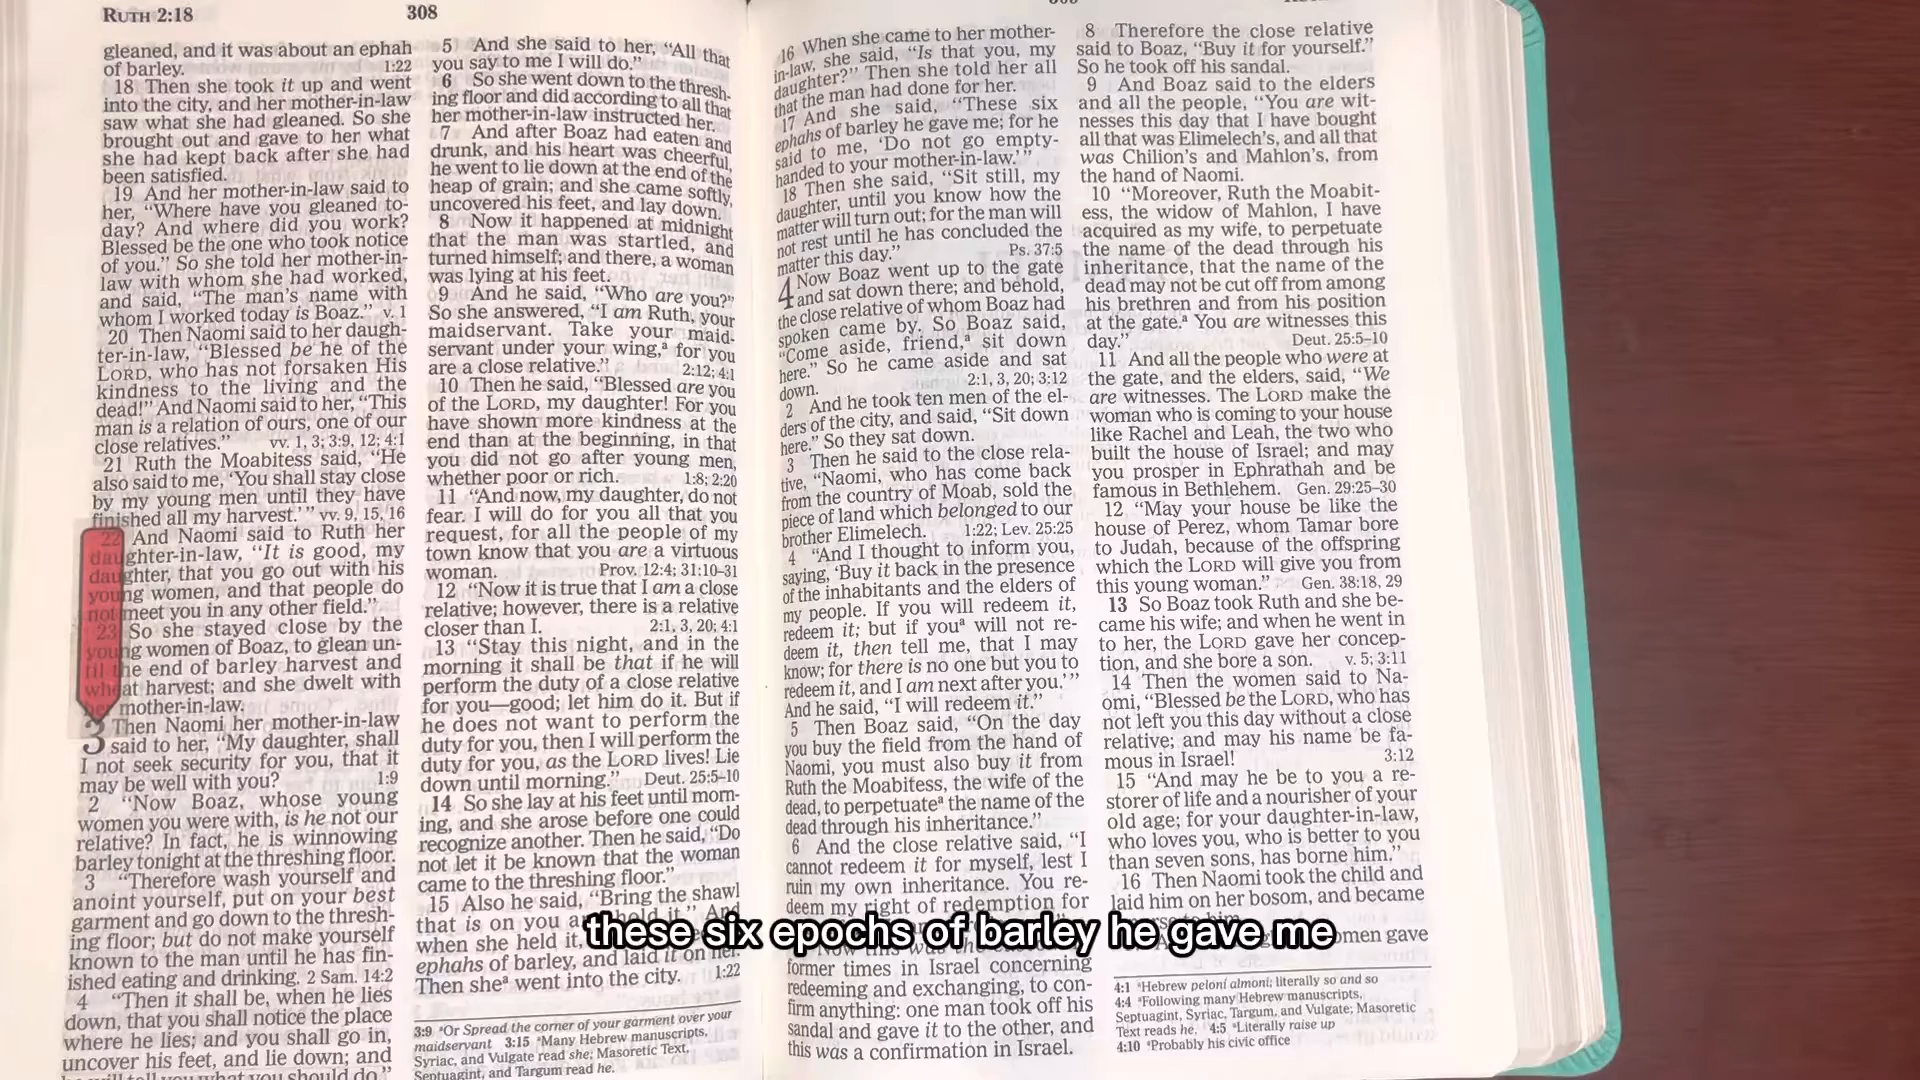 RUTH 2:18
308
gleaned, and it was about an ephah
of barley. 1:22
18 Then she took it up and went
into the city, and her mother-in-law
saw what she had gleaned. So she
brought out and gave to her what
she had kept back after she had
been satisfied.
19 And her mother-in-law said to
her, “Where have you gleaned to-
day? And where did you work?
Blessed be the one who took notice
of you.” So she told her mother-in-
law with whom she had worked,
and said, “The man’s name with
whom I worked today is Boaz.” v. 1
20 Then Naomi said to her daugh-
ter-in-law, “Blessed be he of the
LORD, who has not forsaken His
kindness to the living and the
dead!” And Naomi said to her, “This
man is a relation of ours, one of our
close relatives.” vv. 1, 3; 3:9, 12; 4:1
21 Ruth the Moabitess said, “He
also said to me, ‘You shall stay close
by my young men until they have
finished all my harvest.’ ” vv. 9, 15, 16
22 And Naomi said to Ruth her
daughter-in-law, “It is good, my
daughter, that you go out with his
young women, and that people do
not meet you in any other field.”
23 So she stayed close by the
young women of Boaz, to glean un-
til the end of barley harvest and
wheat harvest; and she dwelt with
her mother-in-law.
3 Then Naomi her mother-in-law
said to her, “My daughter, shall
I not seek security for you, that it
may be well with you? 1:9
2 “Now Boaz, whose young
women you were with, is he not our
relative? In fact, he is winnowing
barley tonight at the threshing floor.
3 “Therefore wash yourself and
anoint yourself, put on your best
garment and go down to the thresh-
ing floor; but do not make yourself
known to the man until he has fin-
ished eating and drinking. 2 Sam. 14:2
4 “Then it shall be, when he lies
down, that you shall notice the place
where he lies; and you shall go in,
uncover his feet, and lie down; and
he will tell you what you should do.”
5 And she said to her, “All that
you say to me I will do.”
6 So she went down to the thresh-
ing floor and did according to all that
her mother-in-law instructed her.
7 And after Boaz had eaten and
drunk, and his heart was cheerful,
he went to lie down at the end of the
heap of grain; and she came softly,
uncovered his feet, and lay down.
8 Now it happened at midnight
that the man was startled, and
turned himself; and there, a woman
was lying at his feet.
9 And he said, “Who are you?”
So she answered, “I am Ruth, your
maidservant. Take your maid-
servant under your wing,a for you
are a close relative.” 2:12; 4:1
10 Then he said, “Blessed are you
of the LORD, my daughter! For you
have shown more kindness at the
end than at the beginning, in that
you did not go after young men,
whether poor or rich. 1:8; 2:20
11 “And now, my daughter, do not
fear. I will do for you all that you
request, for all the people of my
town know that you are a virtuous
woman. Prov. 12:4; 31:10–31
12 “Now it is true that I am a close
relative; however, there is a relative
closer than I. 2:1, 3, 20; 4:1
13 “Stay this night, and in the
morning it shall be that if he will
perform the duty of a close relative
for you—good; let him do it. But if
he does not want to perform the
duty for you, then I will perform the
duty for you, as the LORD lives! Lie
down until morning.” Deut. 25:5–10
14 So she lay at his feet until morn-
ing, and she arose before one could
recognize another. Then he said, “Do
not let it be known that the woman
came to the threshing floor.”
15 Also he said, “Bring the shawl
that is on you a hold it.” And
when she held it,
ephahs of barley, and laid it on her.
Then shea went into the city. 1:22
3:9 aOr Spread the corner of your garment over your
maidservant 3:15 aMany Hebrew manuscripts,
Syriac, and Vulgate read she; Masoretic Text,
Septuagint, and Targum read he.
16 When she came to her mother-
in-law, she said, “Is that you, my
daughter?” Then she told her all
that the man had done for her.
17 And she said, “These six
ephahs of barley he gave me; for he
said to me, ‘Do not go empty-
handed to your mother-in-law.’ ”
18 Then she said, “Sit still, my
daughter, until you know how the
matter will turn out; for the man will
not rest until he has concluded the
matter this day.” Ps. 37:5
4 Now Boaz went up to the gate
and sat down there; and behold,
the close relative of whom Boaz had
spoken came by. So Boaz said,
“Come aside, friend,a sit down
here.” So he came aside and sat
down. 2:1, 3, 20; 3:12
2 And he took ten men of the el-
ders of the city, and said, “Sit down
here.” So they sat down.
3 Then he said to the close rela-
tive, “Naomi, who has come back
from the country of Moab, sold the
piece of land which belonged to our
brother Elimelech. 1:22; Lev. 25:25
4 “And I thought to inform you,
saying, ‘Buy it back in the presence
of the inhabitants and the elders of
my people. If you will redeem it,
redeem it; but if youa will not re-
deem it, then tell me, that I may
know; for there is no one but you to
redeem it, and I am next after you.’ ”
And he said, “I will redeem it.”
5 Then Boaz said, “On the day
you buy the field from the hand of
Naomi, you must also buy it from
Ruth the Moabitess, the wife of the
dead, to perpetuatea the name of the
dead through his inheritance.”
6 And the close relative said, “I
cannot redeem it for myself, lest I
ruin my own inheritance. You re-
deem my right of redemption for
Now this was the
former times in Israel concerning
redeeming and exchanging, to con-
firm anything: one man took off his
sandal and gave it to the other, and
this was a confirmation in Israel.
8 Therefore the close relative
said to Boaz, “Buy it for yourself.”
So he took off his sandal.
9 And Boaz said to the elders
and all the people, “You are wit-
nesses this day that I have bought
all that was Elimelech’s, and all that
was Chilion’s and Mahlon’s, from
the hand of Naomi.
10 “Moreover, Ruth the Moabit-
ess, the widow of Mahlon, I have
acquired as my wife, to perpetuate
the name of the dead through his
inheritance, that the name of the
dead may not be cut off from among
his brethren and from his position
at the gate.a You are witnesses this
day.” Deut. 25:5–10
11 And all the people who were at
the gate, and the elders, said, “We
are witnesses. The LORD make the
woman who is coming to your house
like Rachel and Leah, the two who
built the house of Israel; and may
you prosper in Ephrathah and be
famous in Bethlehem. Gen. 29:25–30
12 “May your house be like the
house of Perez, whom Tamar bore
to Judah, because of the offspring
which the LORD will give you from
this young woman.” Gen. 38:18, 29
13 So Boaz took Ruth and she be-
came his wife; and when he went in
to her, the LORD gave her concep-
tion, and she bore a son. v. 5; 3:11
14 Then the women said to Na-
omi, “Blessed be the LORD, who has
not left you this day without a close
relative; and may his name be fa-
mous in Israel! 3:12
15 “And may he be to you a re-
storer of life and a nourisher of your
old age; for your daughter-in-law,
who loves you, who is better to you
than seven sons, has borne him.”
16 Then Naomi took the child and
laid him on her bosom, and became
women gave
4:1 aHebrew peloni almoni; literally so and so
4:4 aFollowing many Hebrew manuscripts,
Septuagint, Syriac, Targum, and Vulgate; Masoretic
Text reads he. 4:5 aLiterally raise up
4:10 aProbably his civic office
these six epochs of barley he gave me